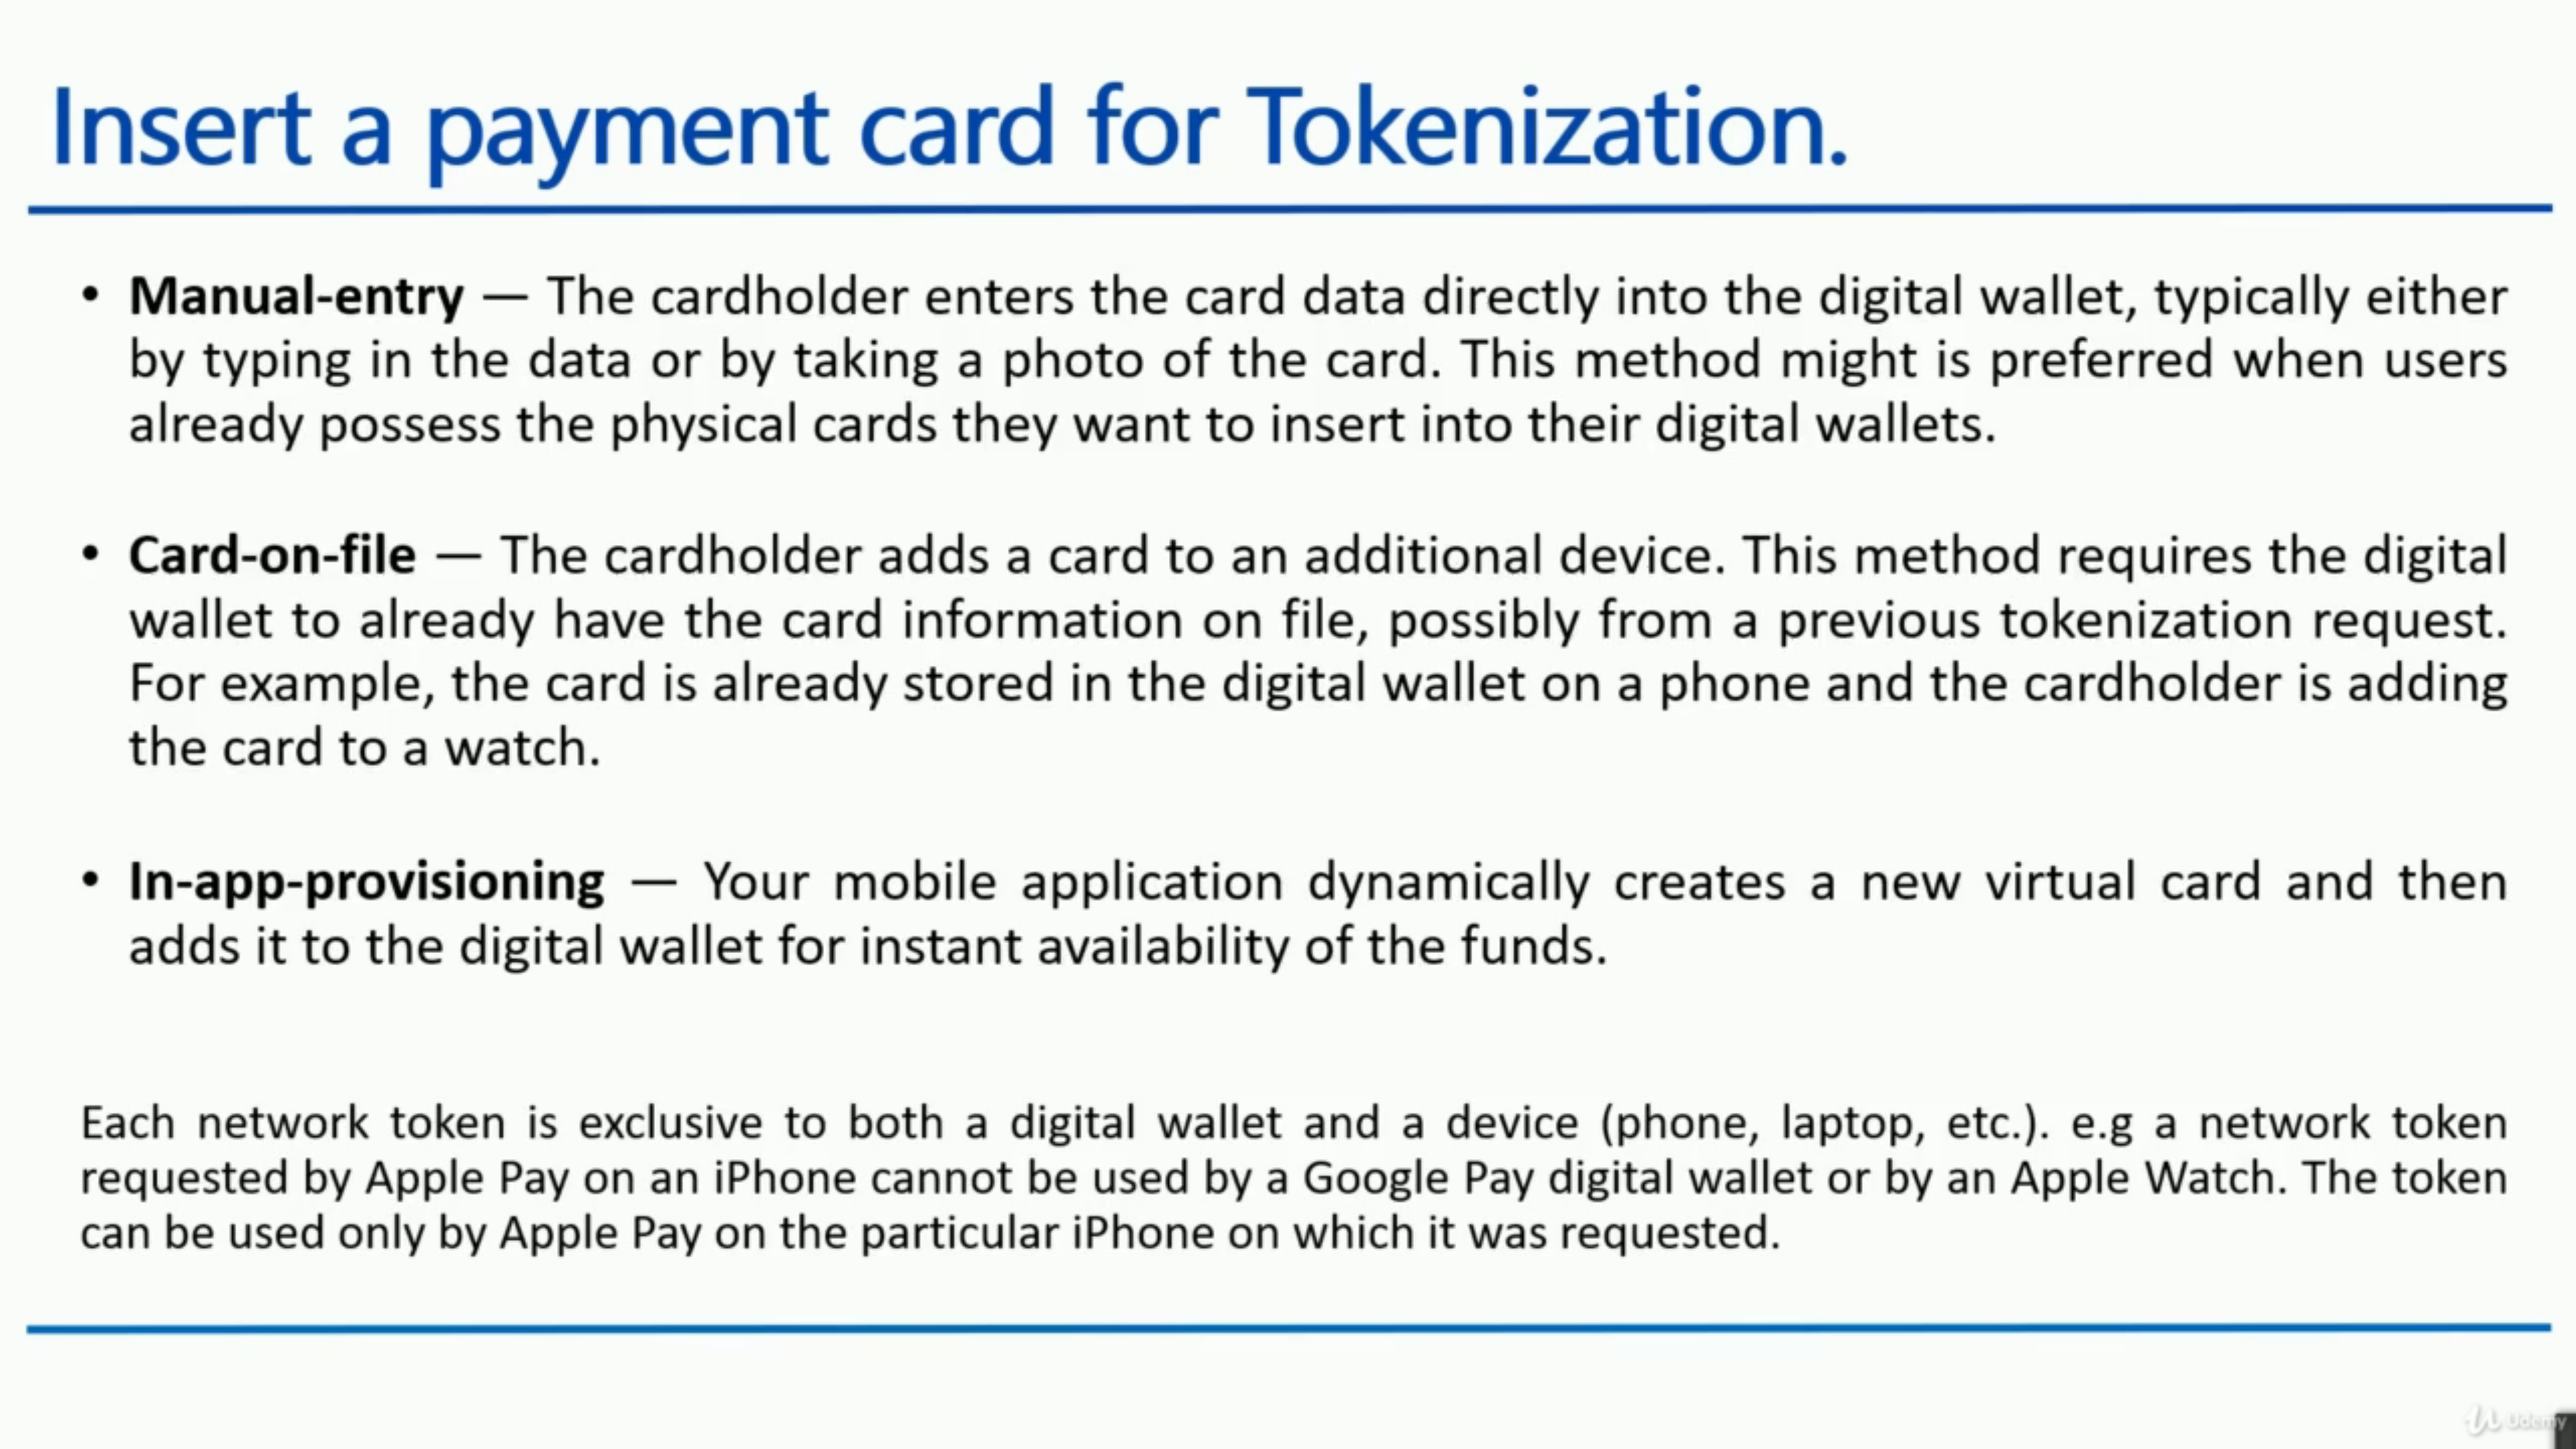 Insert a payment card for Tokenization.
• Manual-entry — The cardholder enters the card data directly into the digital wallet, typically either
by typing in the data or by taking a photo of the card. This method might is preferred when users
already possess the physical cards they want to insert into their digital wallets.
• Card-on-file — The cardholder adds a card to an additional device. This method requires the digital
wallet to already have the card information on file, possibly from a previous tokenization request.
For example, the card is already stored in the digital wallet on a phone and the cardholder is adding
the card to a watch.
• In-app-provisioning — Your mobile application dynamically creates a new virtual card and then
adds it to the digital wallet for instant availability of the funds.
Each network token is exclusive to both a digital wallet and a device (phone, laptop, etc.). e.g a network token
requested by Apple Pay on an iPhone cannot be used by a Google Pay digital wallet or by an Apple Watch. The token
can be used only by Apple Pay on the particular iPhone on which it was requested.
Udemy